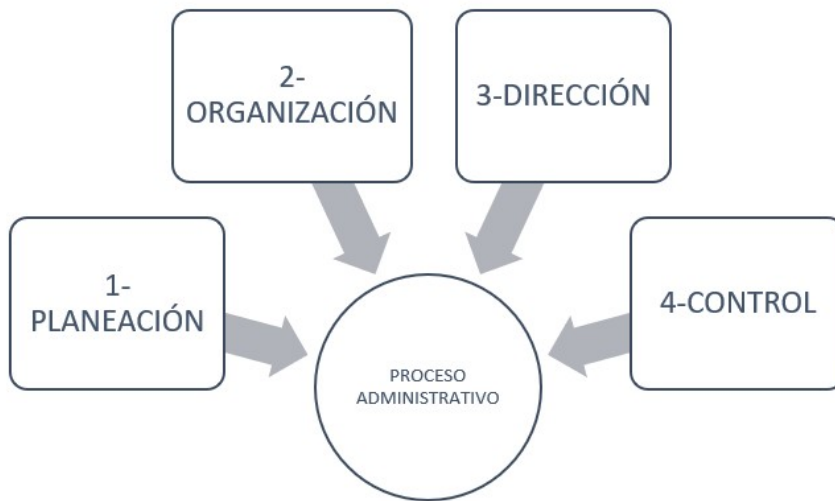 1-
PLANEACIÓN
2-
ORGANIZACIÓN
3-DIRECCIÓN
4-CONTROL
PROCESO
ADMINISTRATIVO